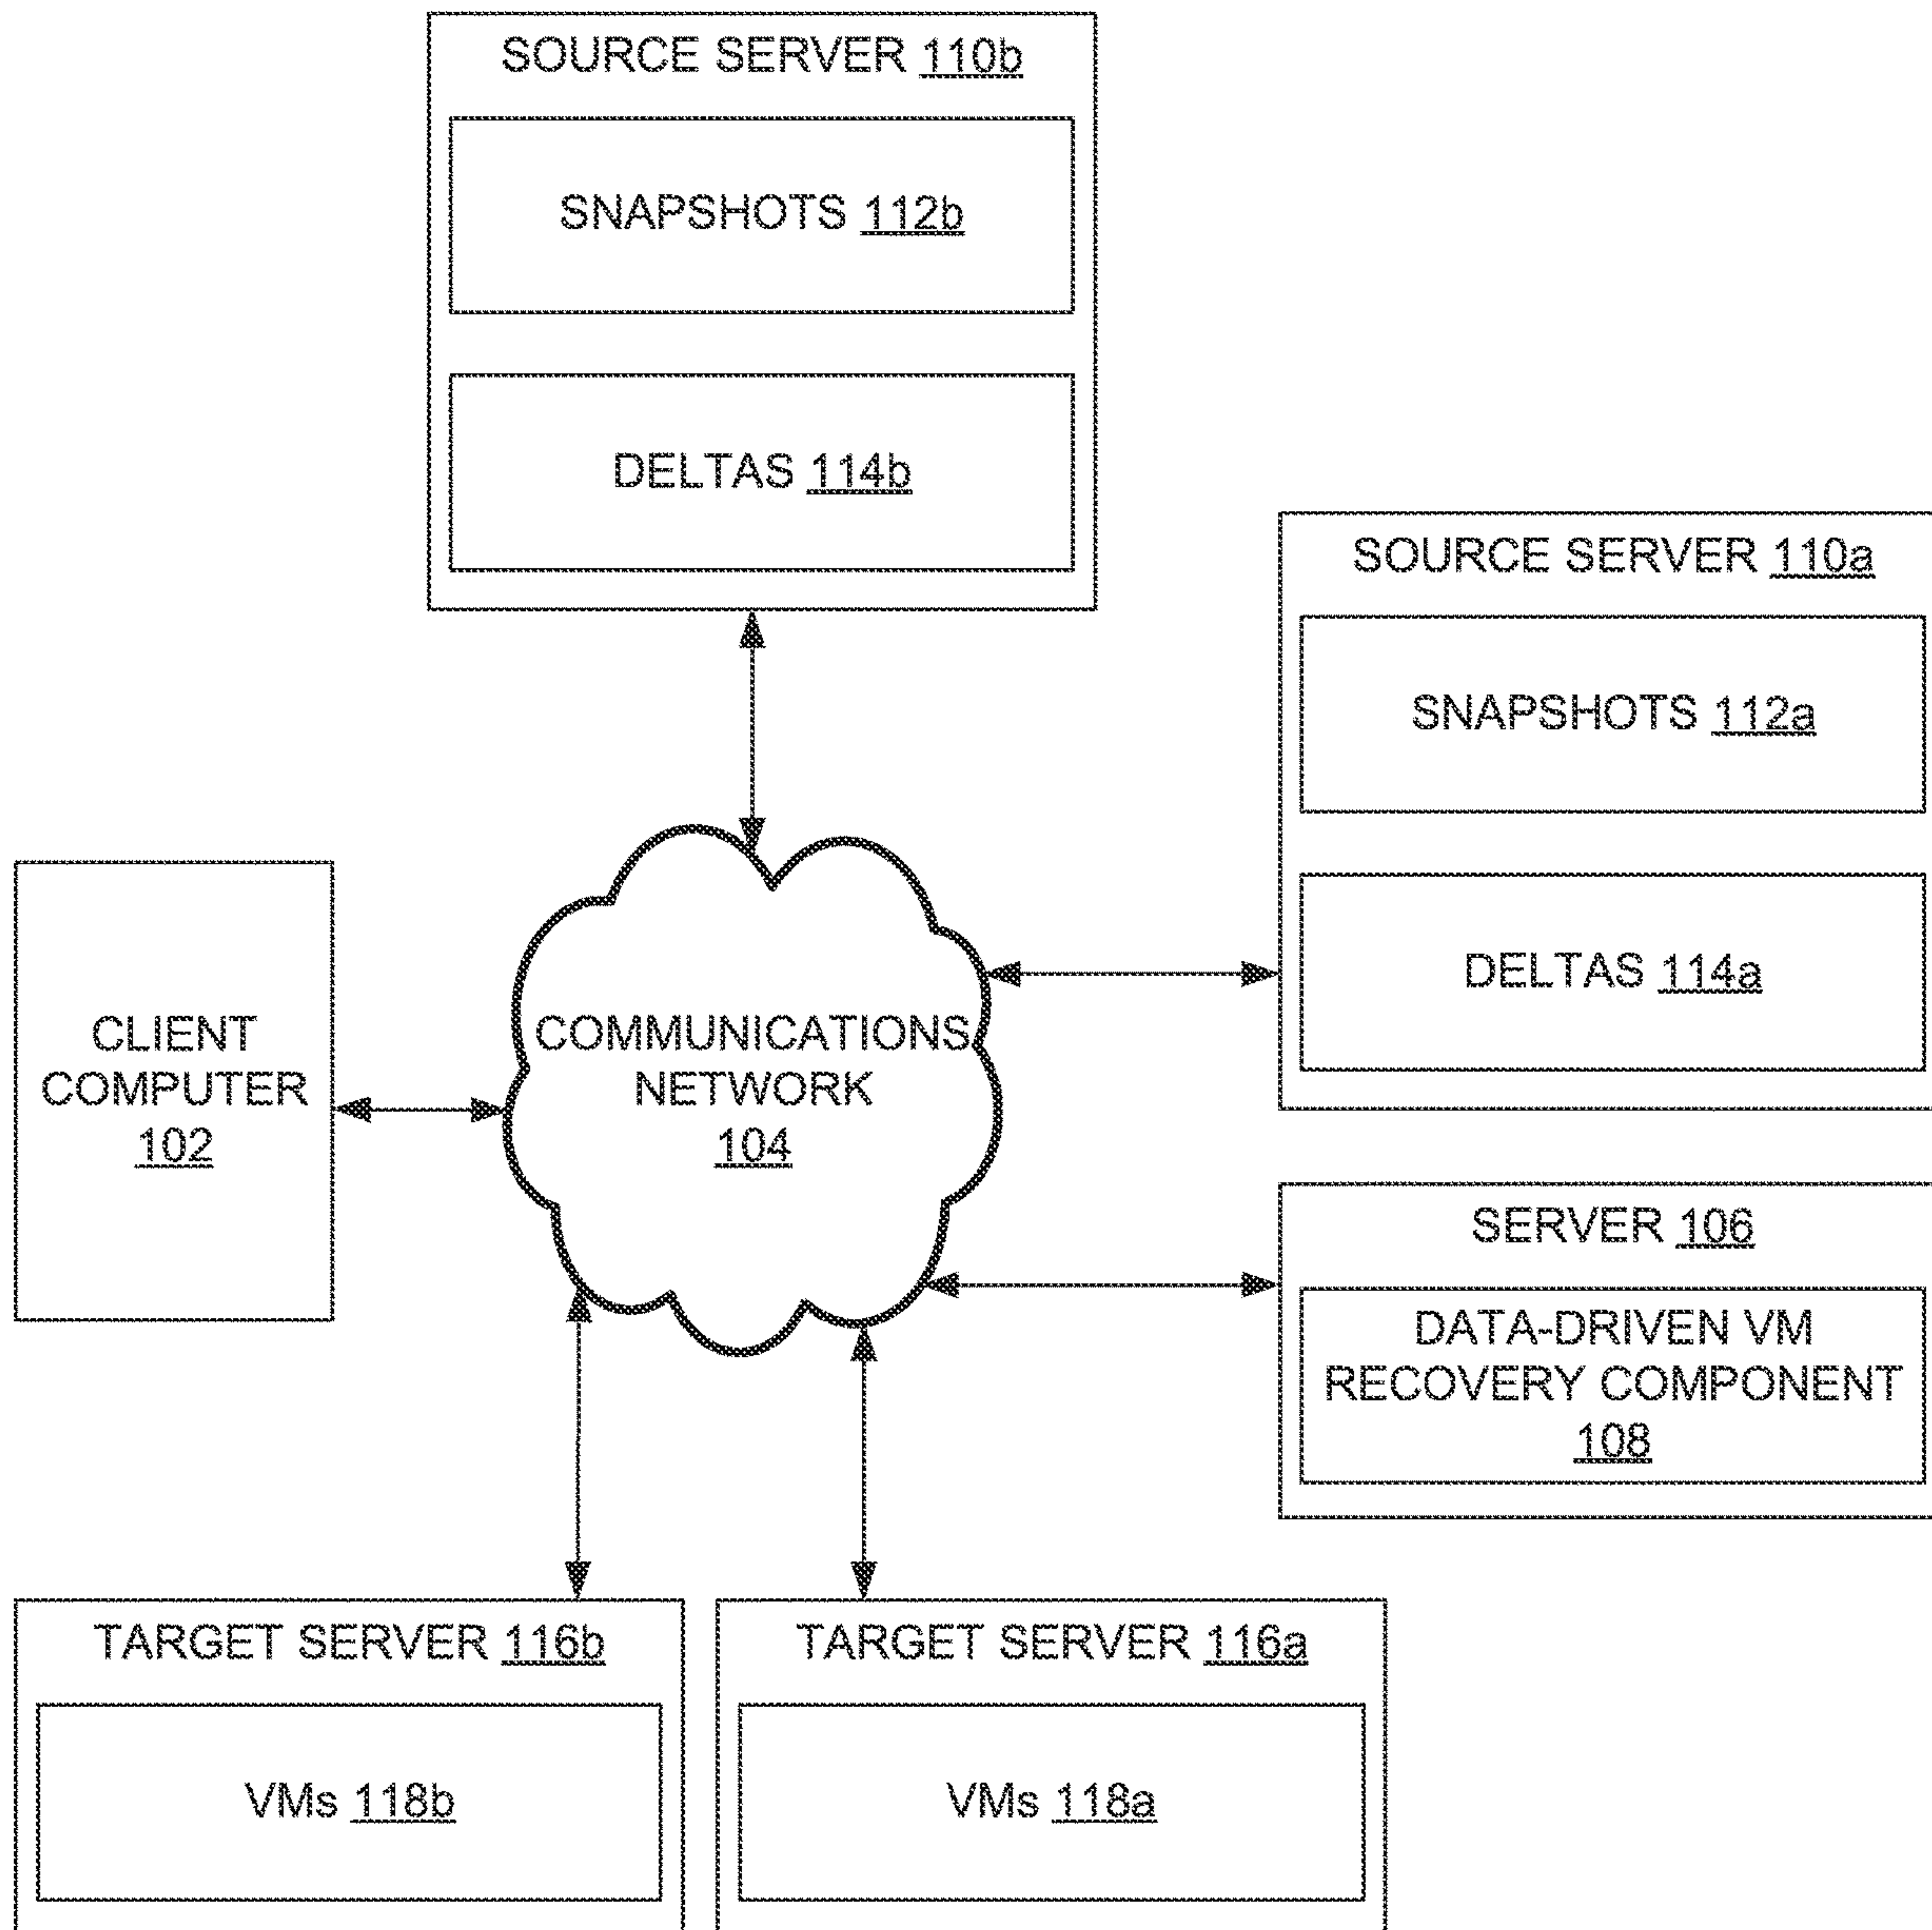 SOURCE SERVER 110b
SNAPSHOTS 112b
DELTAS 114b
SOURCE SERVER 110a
SNAPSHOTS 112a
DELTAS 114a
CLIENT
COMPUTER
102
COMMUNICATIONS
NETWORK
104
SERVER 106
DATA-DRIVEN VM
RECOVERY COMPONENT
108
TARGET SERVER 116b
VMs 118b
TARGET SERVER 116a
VMs 118a